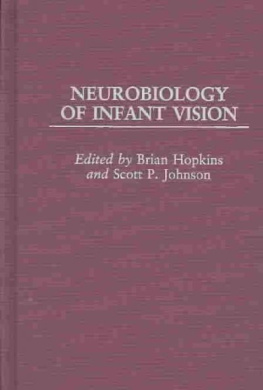 NEUROBIOLOGY
OF INFANT VISION
Edited by Brian Hopkins
and Scott P. Johnson